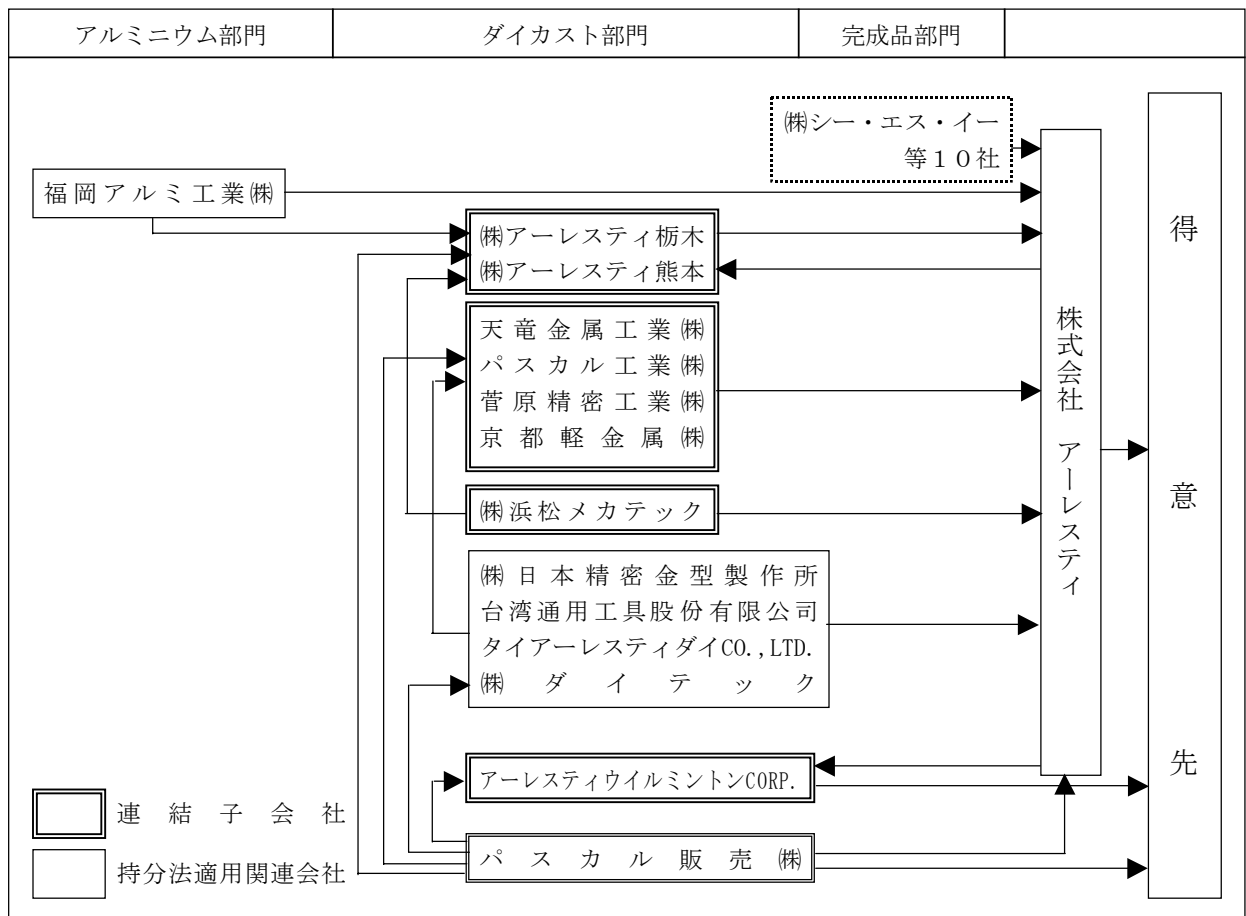 アルミニウム部門
ダイカスト部門
完成品部門
㈱シー・エス・イー
等１０社
福岡アルミ工業㈱
㈱アーレスティ栃木
㈱アーレスティ熊本
天竜金属工業㈱
パスカル工業㈱
菅原精密工業㈱
京都軽金属㈱
㈱浜松メカテック
㈱日本精密金型製作所
台湾通用工具股份有限公司
タイアーレスティダイCO.,LTD.
㈱ダイテック
アーレスティウイルミントンCORP.
パスカル販売㈱
株式会社 アーレスティ
得意先
連結子会社
持分法適用関連会社